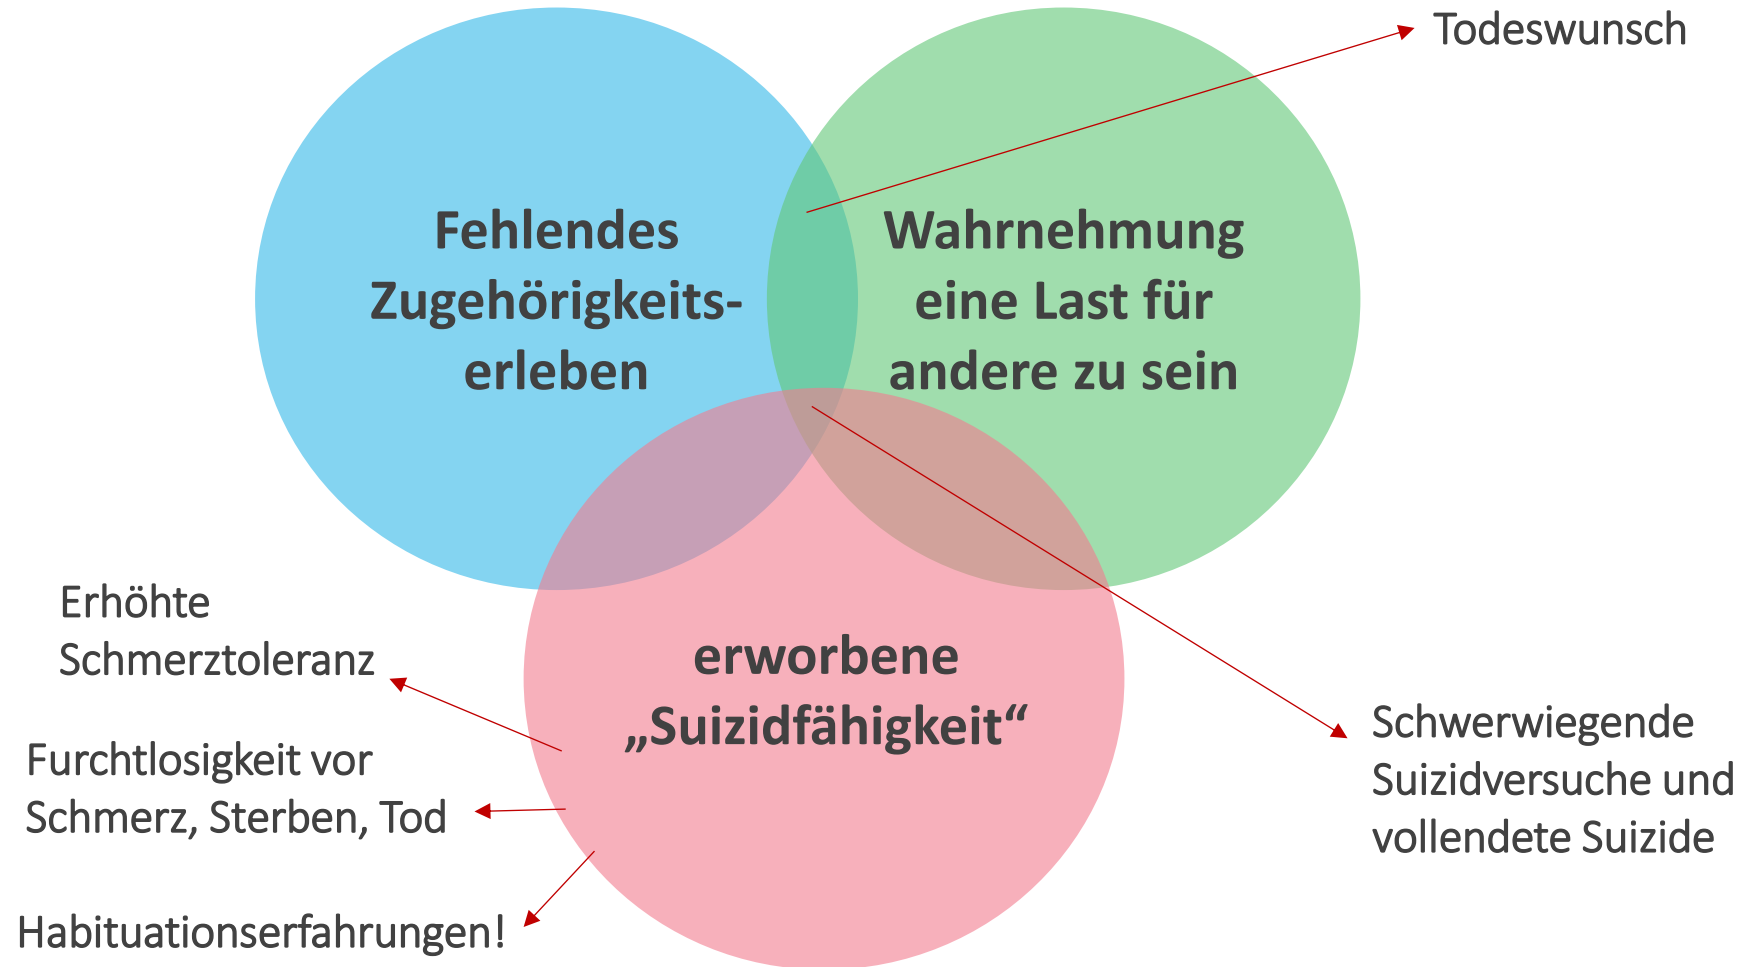 Todeswunsch
Fehlendes
Zugehörigkeits-
erleben
Wahrnehmung
eine Last für
andere zu sein
Erhöhte
Schmerztoleranz
Furchtlosigkeit vor
Schmerz, Sterben, Tod
Habituationserfahrungen!
erworbene
„Suizidfähigkeit“
Schwerwiegende
Suizidversuche und
vollendete Suizide